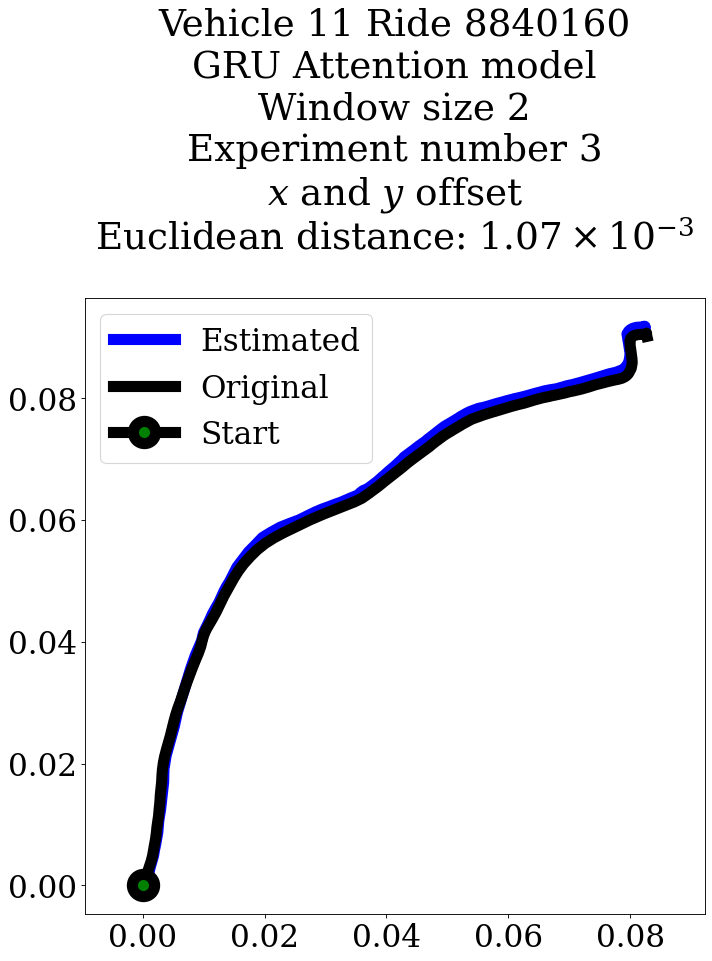 Vehicle 11 Ride 8840160
GRU Attention model
Window size 2
Experiment number 3
x and y offset
Euclidean distance: 1.07 × 10⁻³
Estimated
Original
Start
0.08
0.06
0.04
0.02
0.00
0.00 0.02 0.04 0.06 0.08